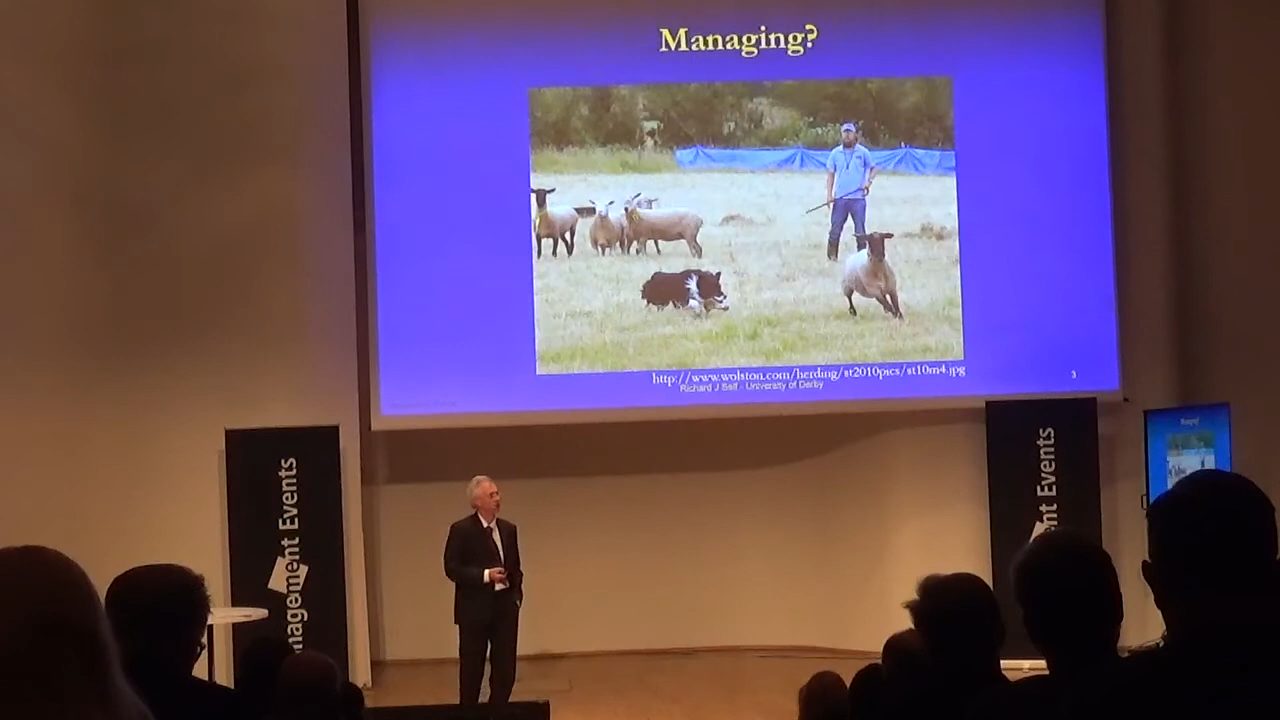 Managing?
http://www.wolston.com/herding/st2010pics/st10m4.jpg
Richard J Self - University of Derby
3
nagement Events
nt Events
Managing?